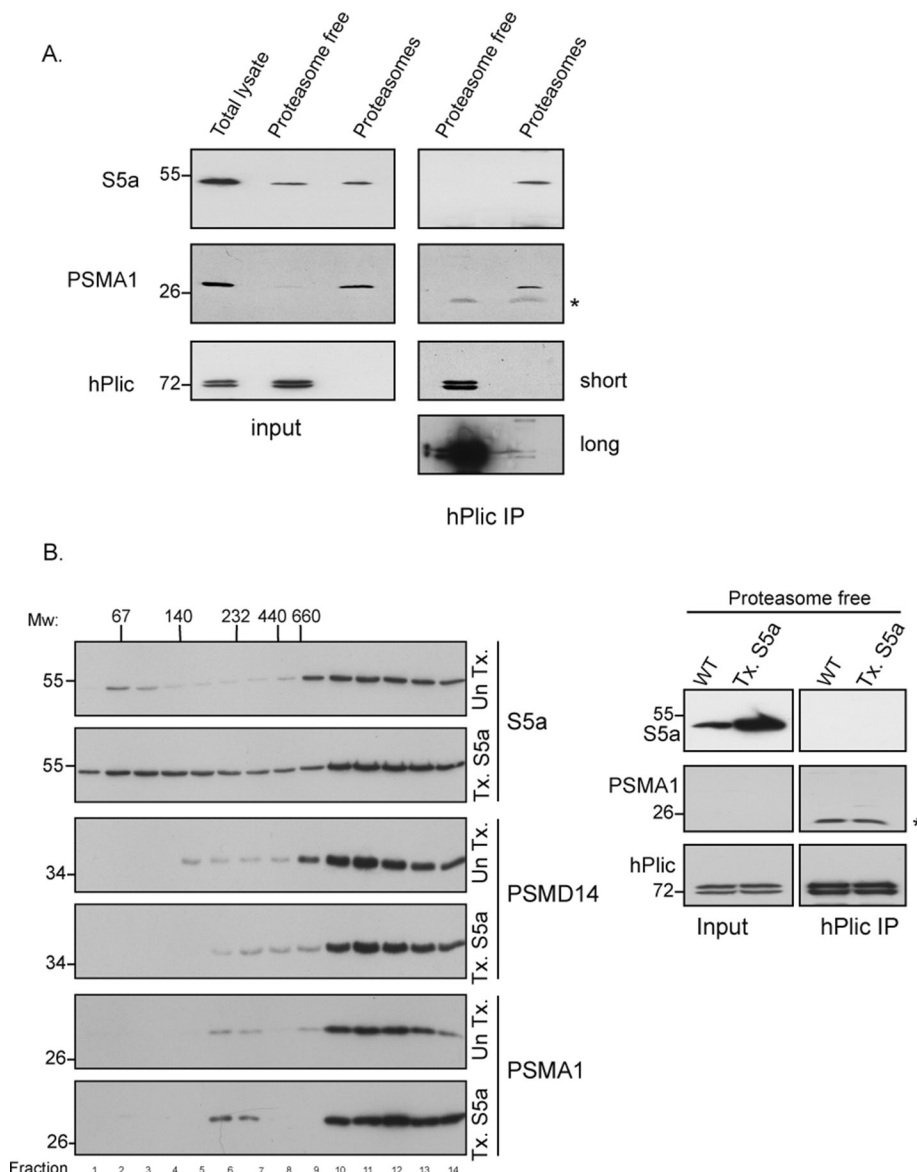 A.
Total lysate
Proteasome free
Proteasomes
Proteasome free
Proteasomes
S5a
55
PSMA1
26
*
hPlic
72
short
input
long
hPlic IP
B.
Mw:
67
140
232
440
660
55
Un Tx.
55
Tx. S5a
S5a
34
Un Tx.
34
Tx. S5a
PSMD14
26
Un Tx.
26
Tx. S5a
PSMA1
Fraction 1 2 3 4 5 6 7 8 9 10 11 12 13 14
Proteasome free
WT
Tx. S5a
WT
Tx. S5a
55
S5a
PSMA1
26
*
hPlic
72
Input
hPlic IP